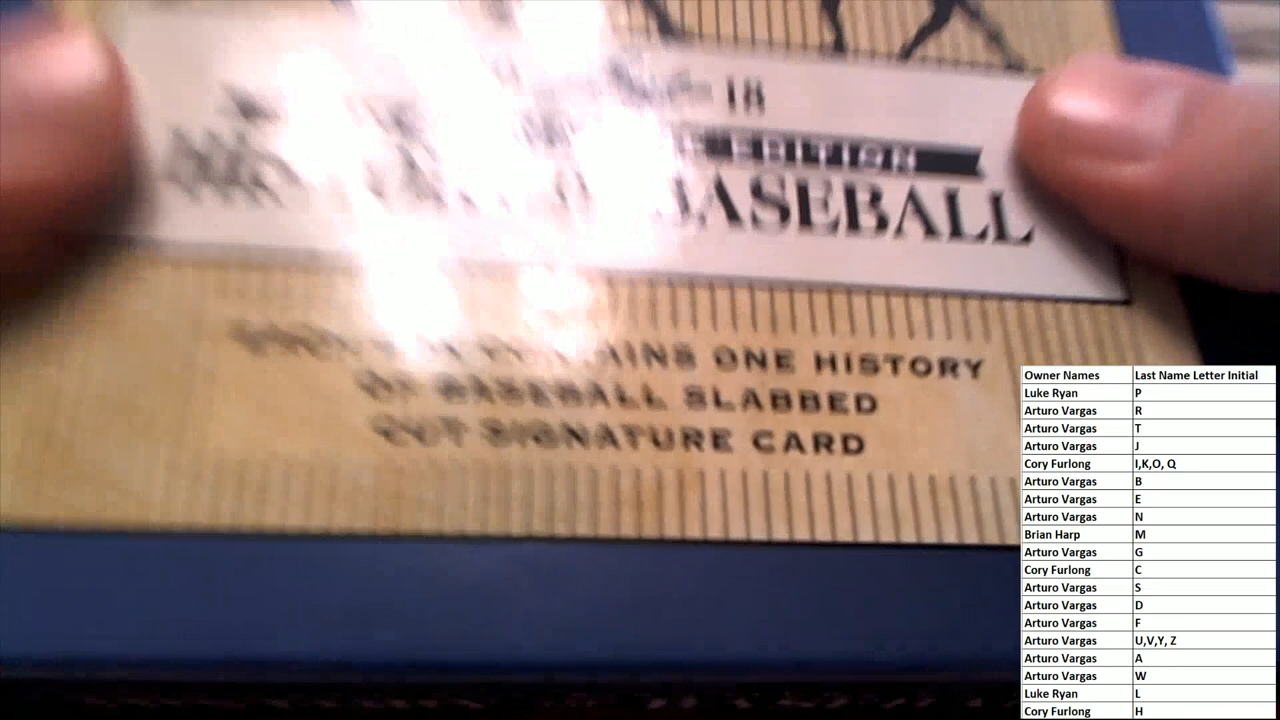 18
EDITION
BASEBALL
ONE HISTORY
OF BASEBALL SLABBED
CUT SIGNATURE CARD
Owner Names Last Name Letter Initial
Luke Ryan P
Arturo Vargas R
Arturo Vargas T
Arturo Vargas J
Cory Furlong I,K,O, Q
Arturo Vargas B
Arturo Vargas E
Arturo Vargas N
Brian Harp M
Arturo Vargas G
Cory Furlong C
Arturo Vargas S
Arturo Vargas D
Arturo Vargas F
Arturo Vargas U,V,Y, Z
Arturo Vargas A
Arturo Vargas W
Luke Ryan L
Cory Furlong H